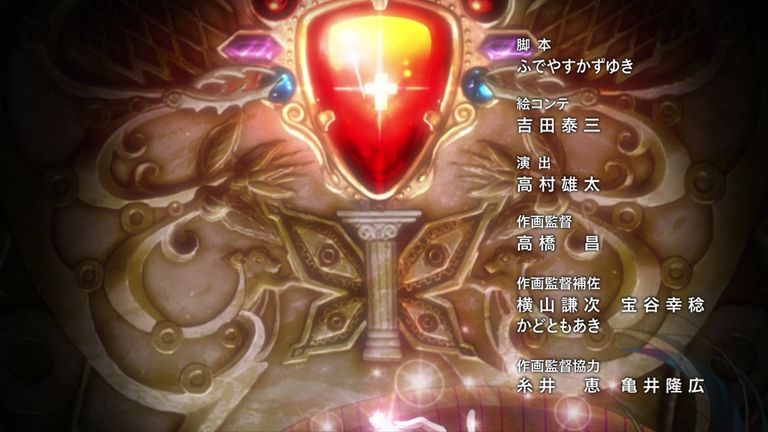 脚本
ふでやすかずゆき
絵コンテ
吉田泰三
演出
高村雄太
作画監督
高橋　昌
作画監督補佐
横山謙次　宝谷幸稔
かどともあき
作画監督協力
糸井　恵　亀井隆広